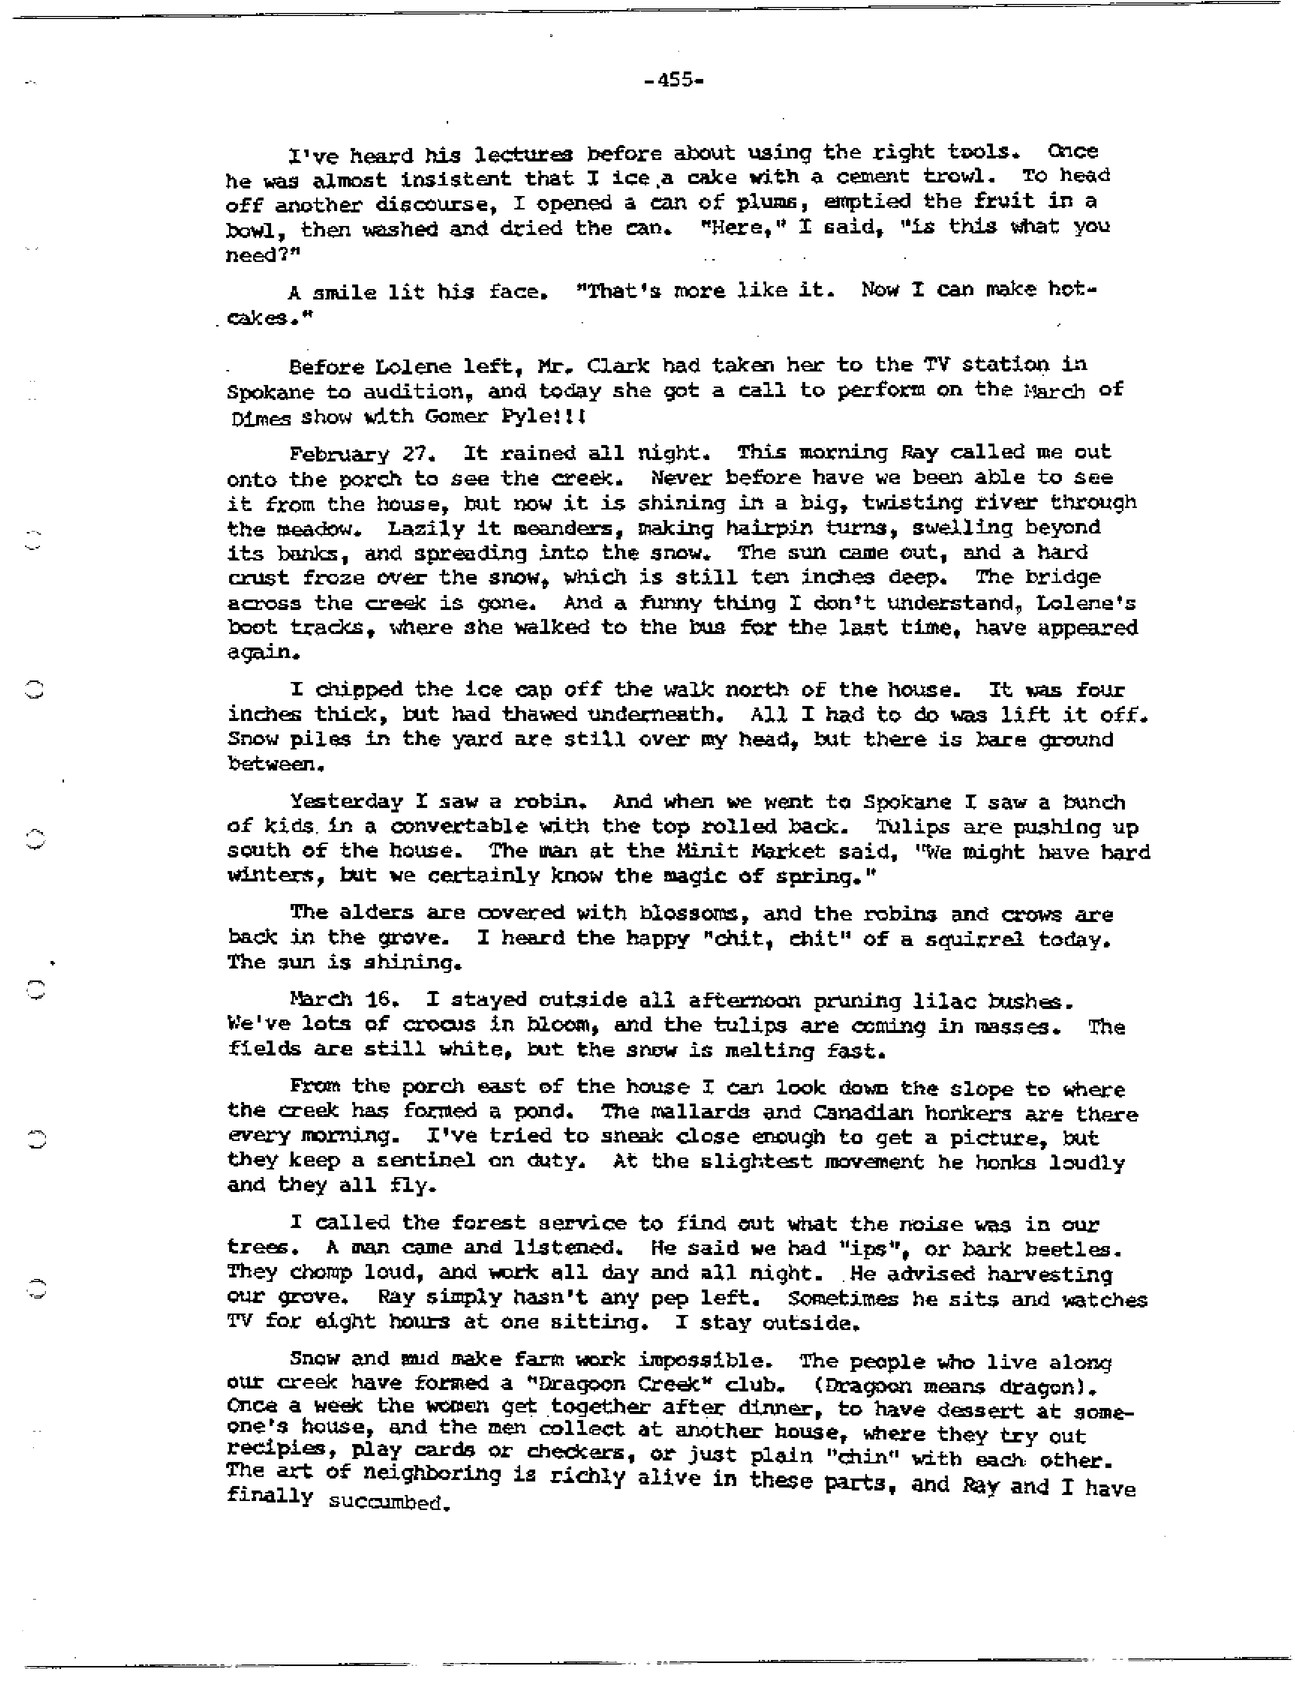 -455-
I've heard his lectures before about using the right tools. Once
he was almost insistent that I ice a cake with a cement trowl. To head
off another discourse, I opened a can of plums, emptied the fruit in a
bowl, then washed and dried the can. "Here," I said, "is this what you
need?"
A smile lit his face. "That's more like it. Now I can make hot-
cakes."
Before Lolene left, Mr. Clark had taken her to the TV station in
Spokane to audition, and today she got a call to perform on the March of
Dimes show with Gomer Pyle!!!
February 27. It rained all night. This morning Ray called me out
onto the porch to see the creek. Never before have we been able to see
it from the house, but now it is shining in a big, twisting river through
the meadow. Lazily it meanders, making hairpin turns, swelling beyond
its banks, and spreading into the snow. The sun came out, and a hard
crust froze over the snow, which is still ten inches deep. The bridge
across the creek is gone. And a funny thing I don't understand, Lolene's
boot tracks, where she walked to the bus for the last time, have appeared
again.
I chipped the ice cap off the walk north of the house. It was four
inches thick, but had thawed underneath. All I had to do was lift it off.
Snow piles in the yard are still over my head, but there is bare ground
between.
Yesterday I saw a robin. And when we went to Spokane I saw a bunch
of kids in a convertable with the top rolled back. Tulips are pushing up
south of the house. The man at the Minit Market said, "We might have hard
winters, but we certainly know the magic of spring."
The alders are covered with blossoms, and the robins and crows are
back in the grove. I heard the happy "chit, chit" of a squirrel today.
The sun is shining.
March 16. I stayed outside all afternoon pruning lilac bushes.
We've lots of crocus in bloom, and the tulips are coming in masses. The
fields are still white, but the snow is melting fast.
From the porch east of the house I can look down the slope to where
the creek has formed a pond. The mallards and Canadian honkers are there
every morning. I've tried to sneak close enough to get a picture, but
they keep a sentinel on duty. At the slightest movement he honks loudly
and they all fly.
I called the forest service to find out what the noise was in our
trees. A man came and listened. He said we had "ips", or bark beetles.
They chomp loud, and work all day and all night. He advised harvesting
our grove. Ray simply hasn't any pep left. Sometimes he sits and watches
TV for eight hours at one sitting. I stay outside.
Snow and mud make farm work impossible. The people who live along
our creek have formed a "Dragoon Creek" club. (Dragoon means dragon).
Once a week the women get together after dinner, to have dessert at some-
one's house, and the men collect at another house, where they try out
recipies, play cards or checkers, or just plain "chin" with each other.
The art of neighboring is richly alive in these parts, and Ray and I have
finally succumbed.